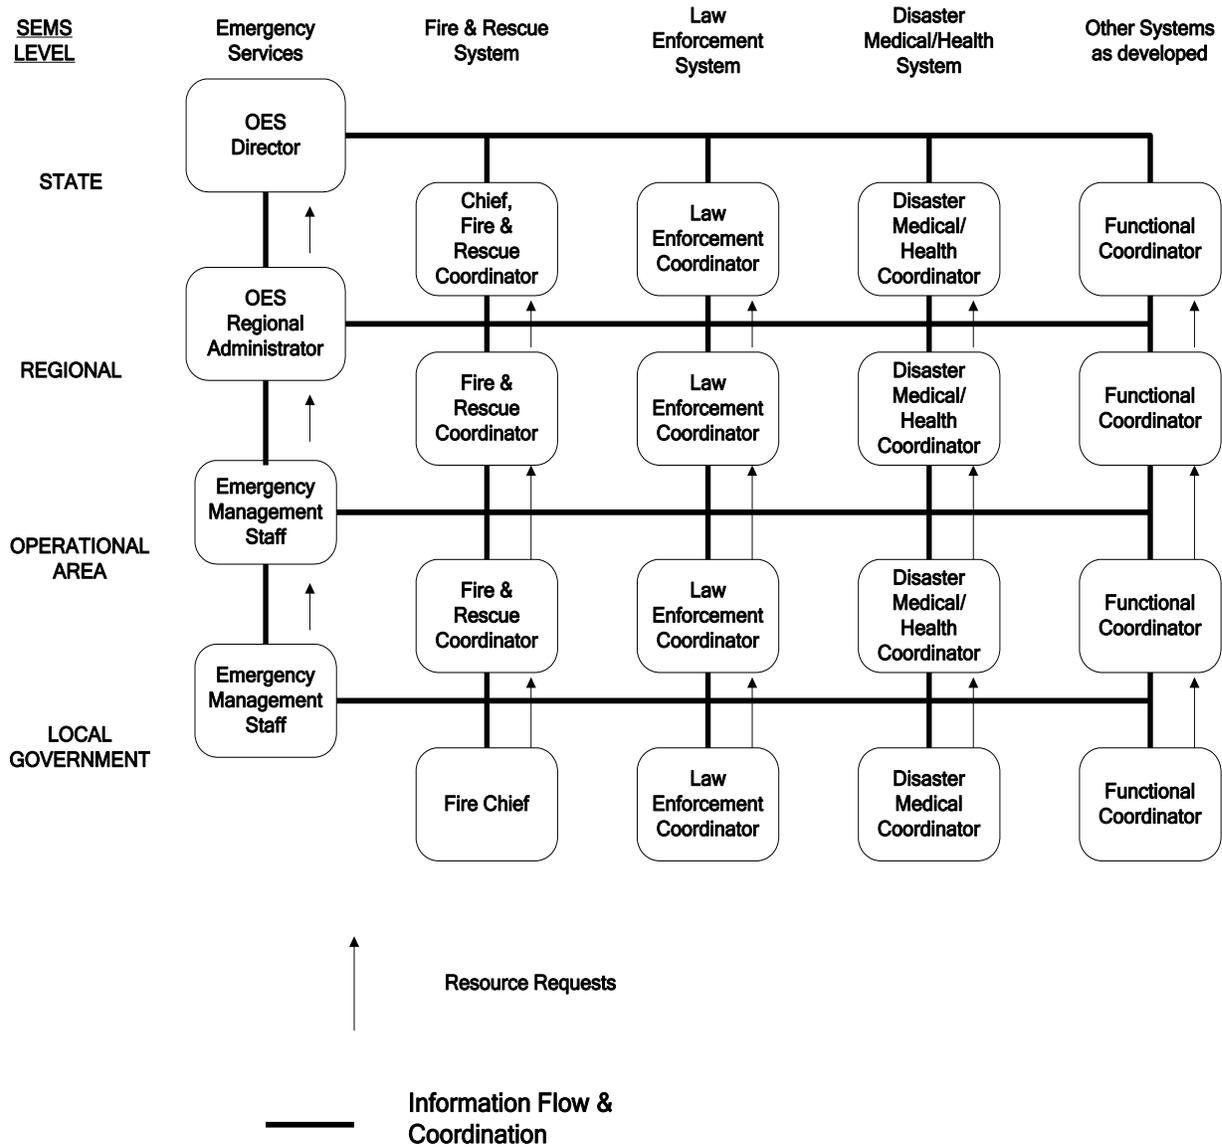 SEMS
LEVEL
Emergency
Services
Fire & Rescue
System
Law
Enforcement
System
Disaster
Medical/Health
System
Other Systems
as developed
STATE
OES
Director
Chief,
Fire &
Rescue
Coordinator
Law
Enforcement
Coordinator
Disaster
Medical/
Health
Coordinator
Functional
Coordinator
REGIONAL
OES
Regional
Administrator
Fire &
Rescue
Coordinator
Law
Enforcement
Coordinator
Disaster
Medical/
Health
Coordinator
Functional
Coordinator
OPERATIONAL
AREA
Emergency
Management
Staff
Fire &
Rescue
Coordinator
Law
Enforcement
Coordinator
Disaster
Medical/
Health
Coordinator
Functional
Coordinator
LOCAL
GOVERNMENT
Emergency
Management
Staff
Fire Chief
Law
Enforcement
Coordinator
Disaster
Medical
Coordinator
Functional
Coordinator
Resource Requests
Information Flow &
Coordination